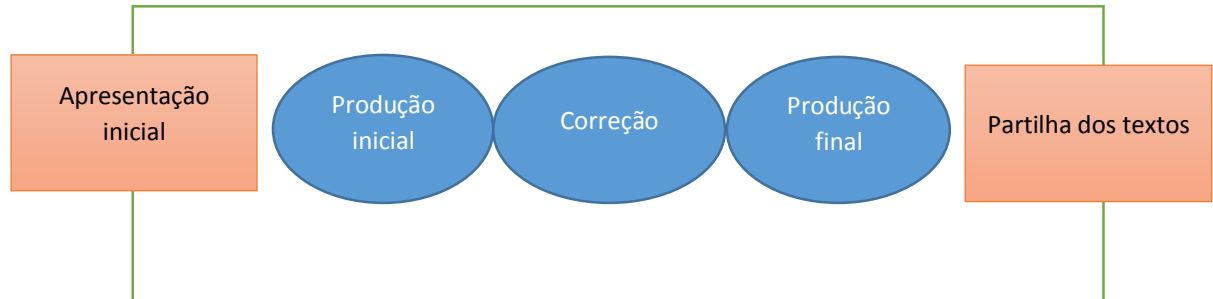 Apresentação
inicial
Produção
inicial
Correção
Produção
final
Partilha dos textos